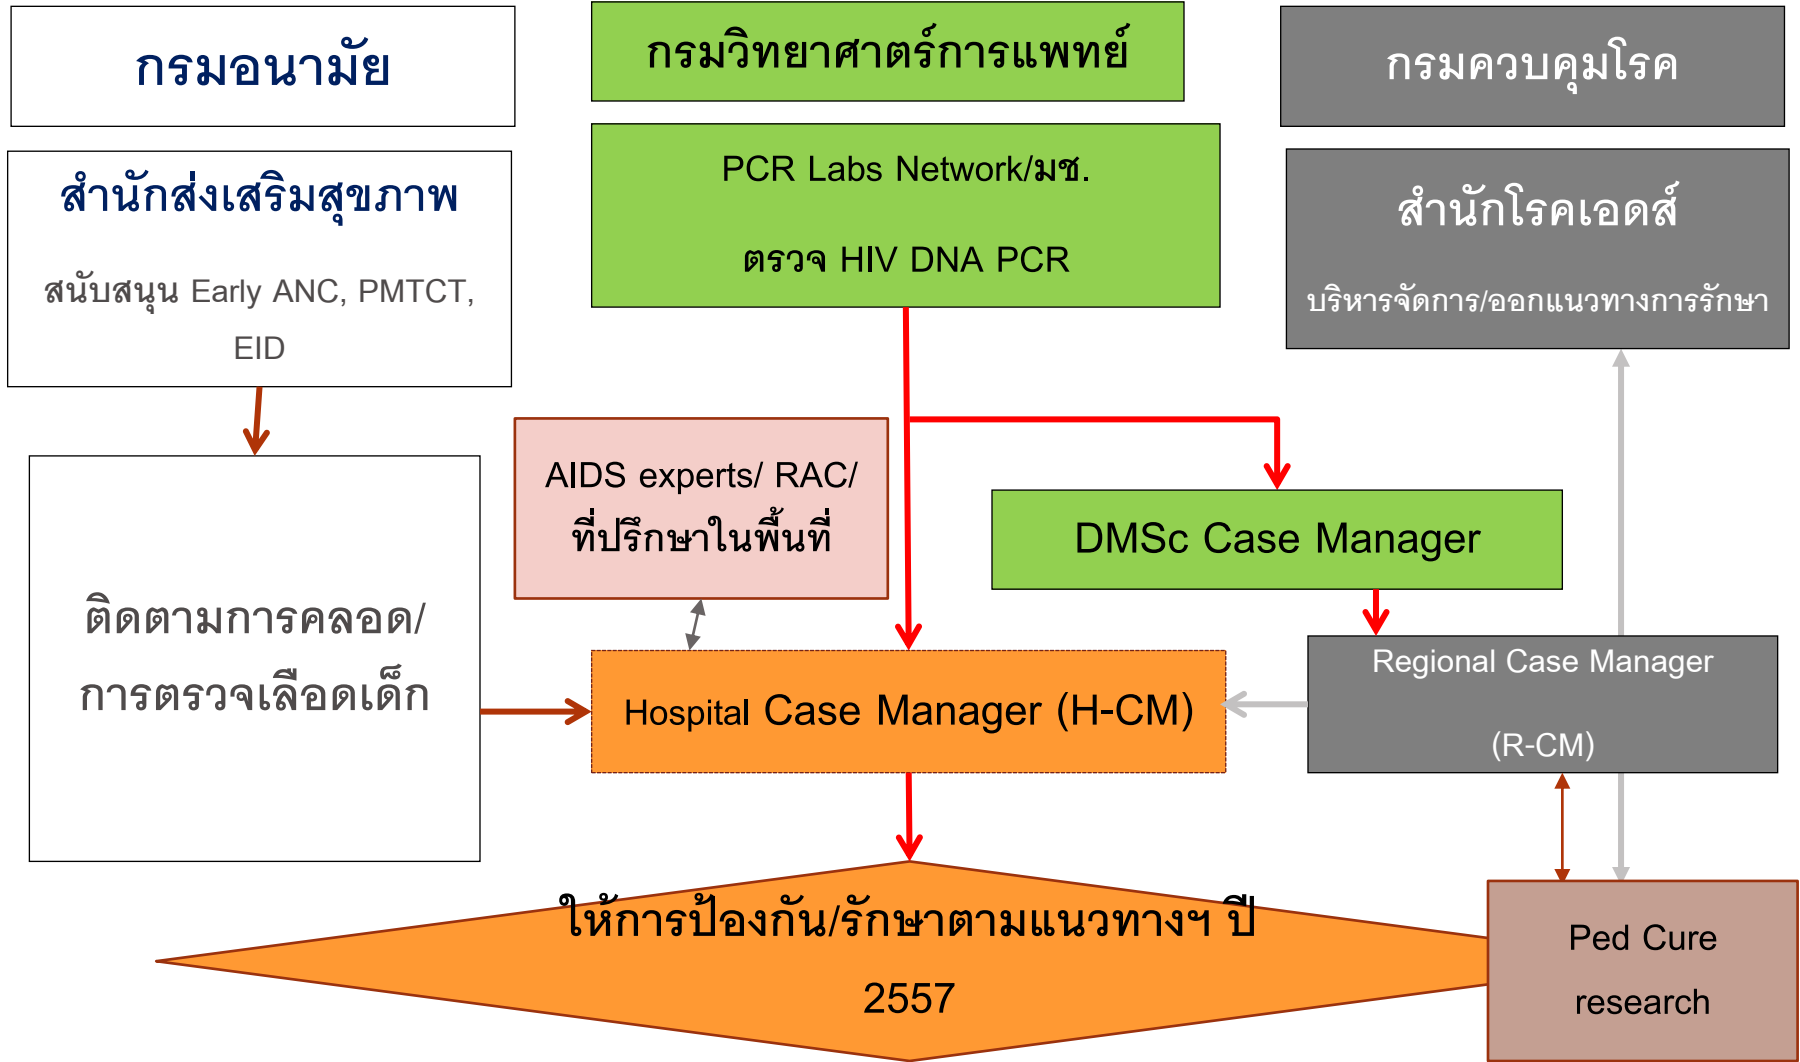 กรมอนามัย
กรมวิทยาศาตร์การแพทย์
กรมควบคุมโรค
สำนักส่งเสริมสุขภาพ
สนับสนุน Early ANC, PMTCT,
EID
PCR Labs Network/มช.
ตรวจ HIV DNA PCR
สำนักโรคเอดส์
บริหารจัดการ/ออกแนวทางการรักษา
AIDS experts/ RAC/
ที่ปรึกษาในพื้นที่
DMSc Case Manager
ติดตามการคลอด/
การตรวจเลือดเด็ก
Hospital Case Manager (H-CM)
Regional Case Manager
(R-CM)
ให้การป้องกัน/รักษาตามแนวทางฯ ปี
2557
Ped Cure
research